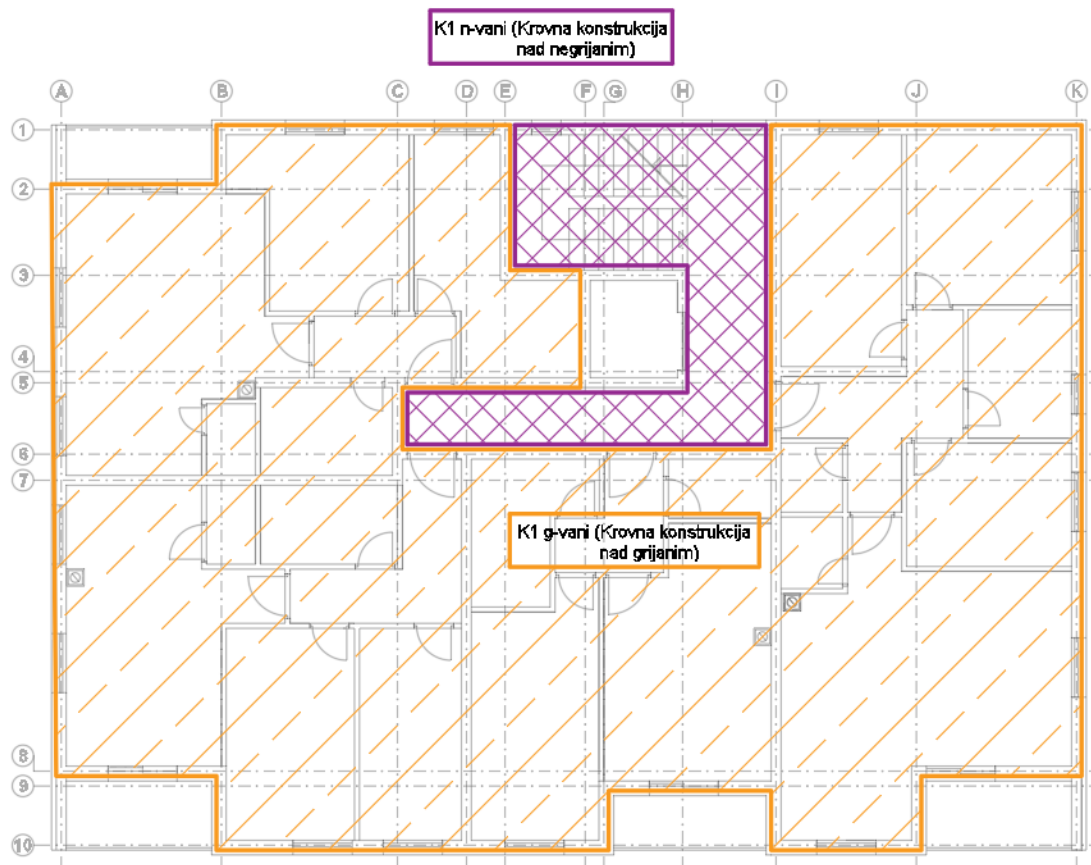 K1 n-vani (Krovna konstrukcija
nad negrijanim)
A B C D E F G H I J K
1
2
3
4
5
6
7
K1 g-vani (Krovna konstrukcija
nad grijanim)
8
9
10